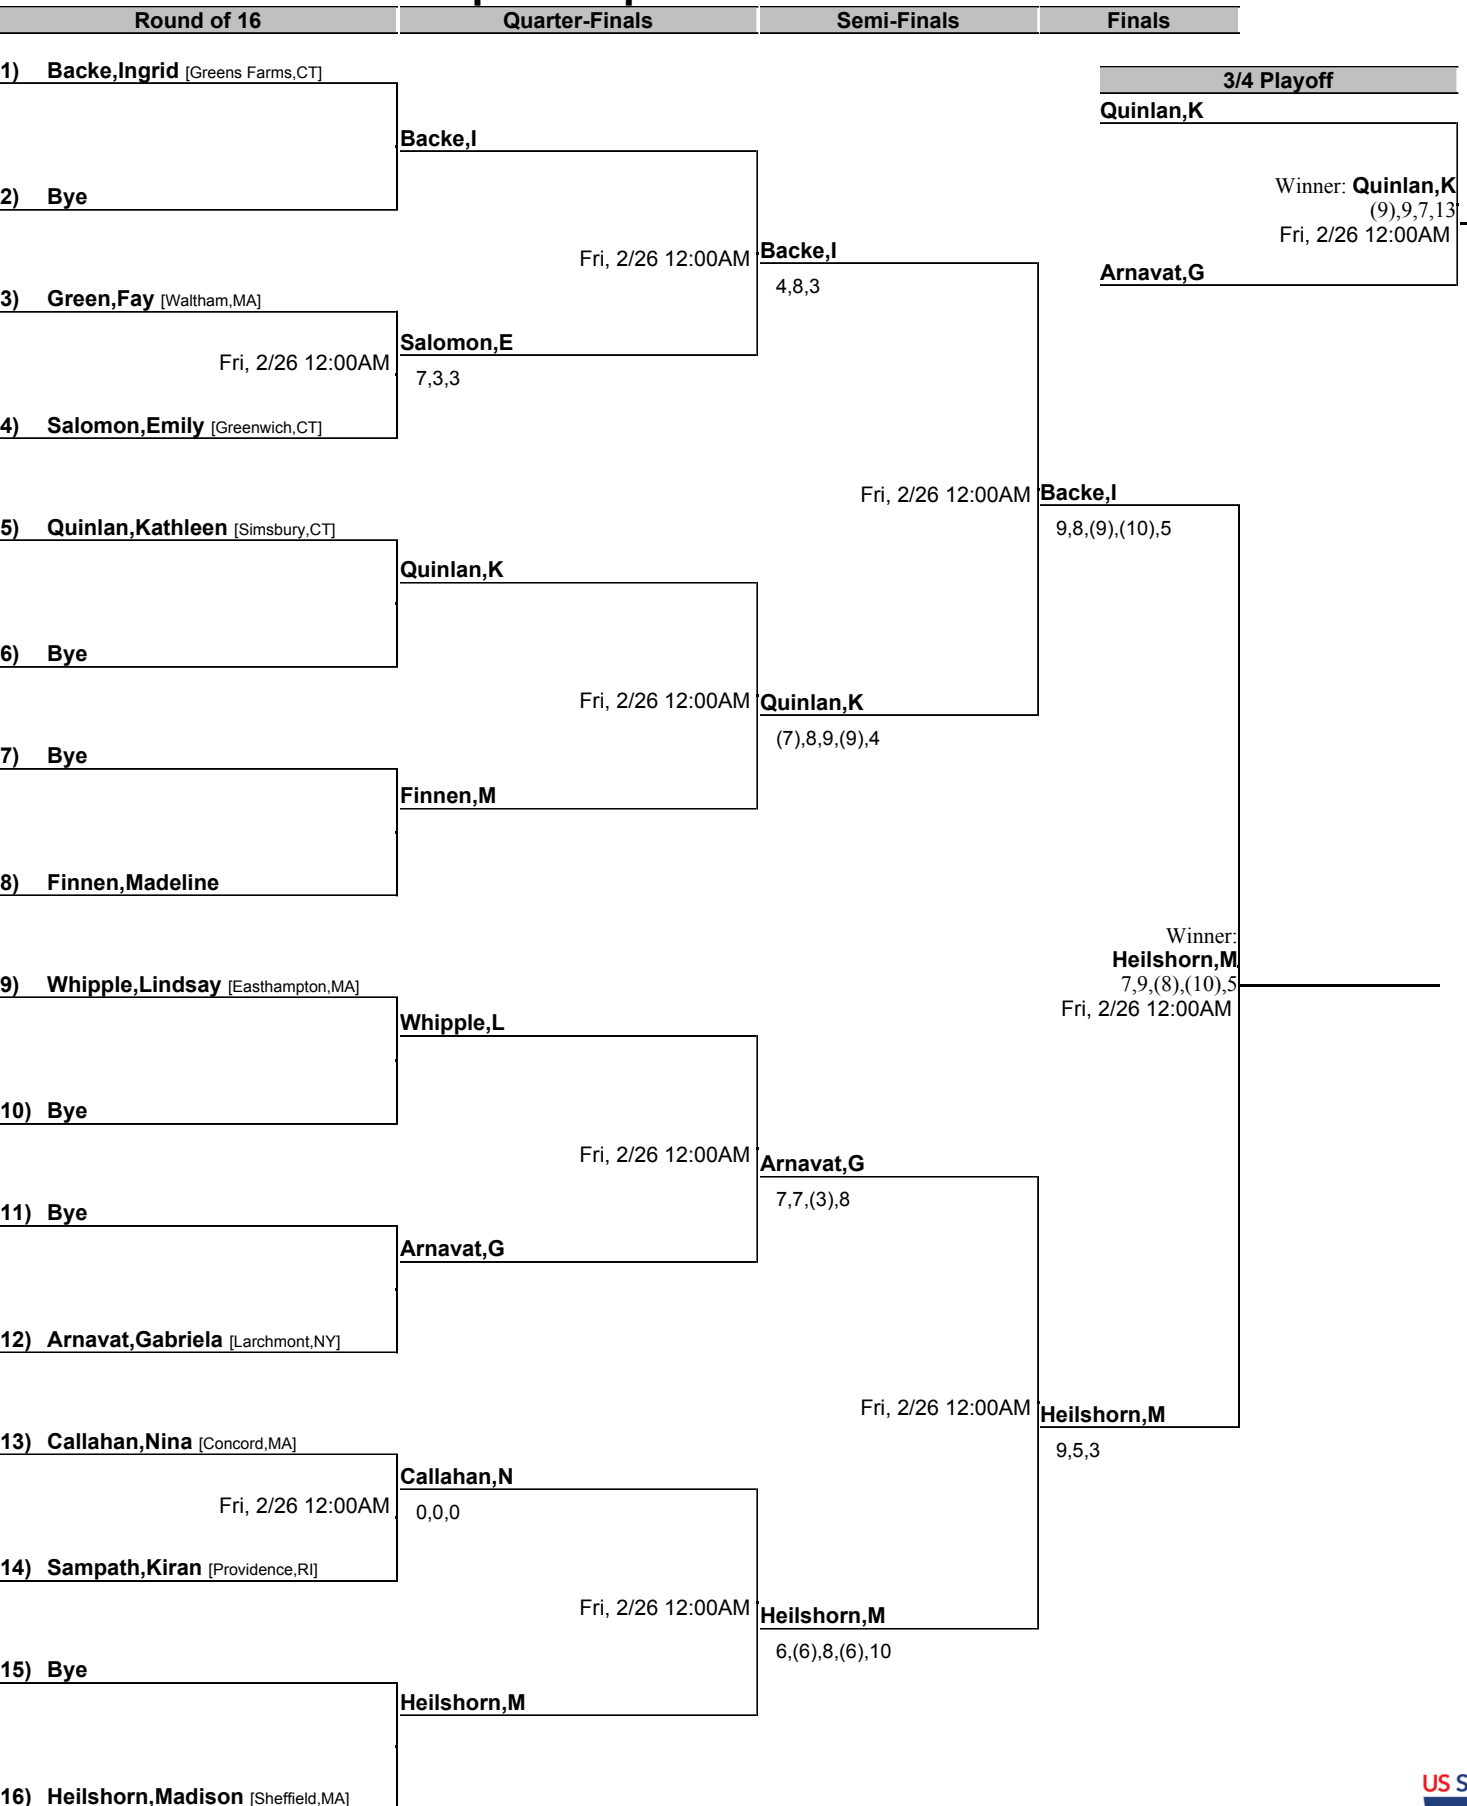 Round of 16
Quarter-Finals
Semi-Finals
Finals
1) Backe,Ingrid [Greens Farms,CT]
3/4 Playoff
Quinlan,K
Backe,I
2) Bye
Winner: Quinlan,K
(9),9,7,13
Fri, 2/26 12:00AM
Fri, 2/26 12:00AM
Backe,I
4,8,3
Arnavat,G
3) Green,Fay [Waltham,MA]
Salomon,E
Fri, 2/26 12:00AM
7,3,3
4) Salomon,Emily [Greenwich,CT]
Fri, 2/26 12:00AM
Backe,I
9,8,(9),(10),5
5) Quinlan,Kathleen [Simsbury,CT]
Quinlan,K
6) Bye
Fri, 2/26 12:00AM
Quinlan,K
(7),8,9,(9),4
7) Bye
Finnen,M
8) Finnen,Madeline
Winner:
Heilshorn,M
7,9,(8),(10),5
Fri, 2/26 12:00AM
9) Whipple,Lindsay [Easthampton,MA]
Whipple,L
10) Bye
Fri, 2/26 12:00AM
Arnavat,G
7,7,(3),8
11) Bye
Arnavat,G
12) Arnavat,Gabriela [Larchmont,NY]
Fri, 2/26 12:00AM
Heilshorn,M
9,5,3
13) Callahan,Nina [Concord,MA]
Callahan,N
Fri, 2/26 12:00AM
0,0,0
14) Sampath,Kiran [Providence,RI]
Fri, 2/26 12:00AM
Heilshorn,M
6,(6),8,(6),10
15) Bye
Heilshorn,M
16) Heilshorn,Madison [Sheffield,MA]
US S